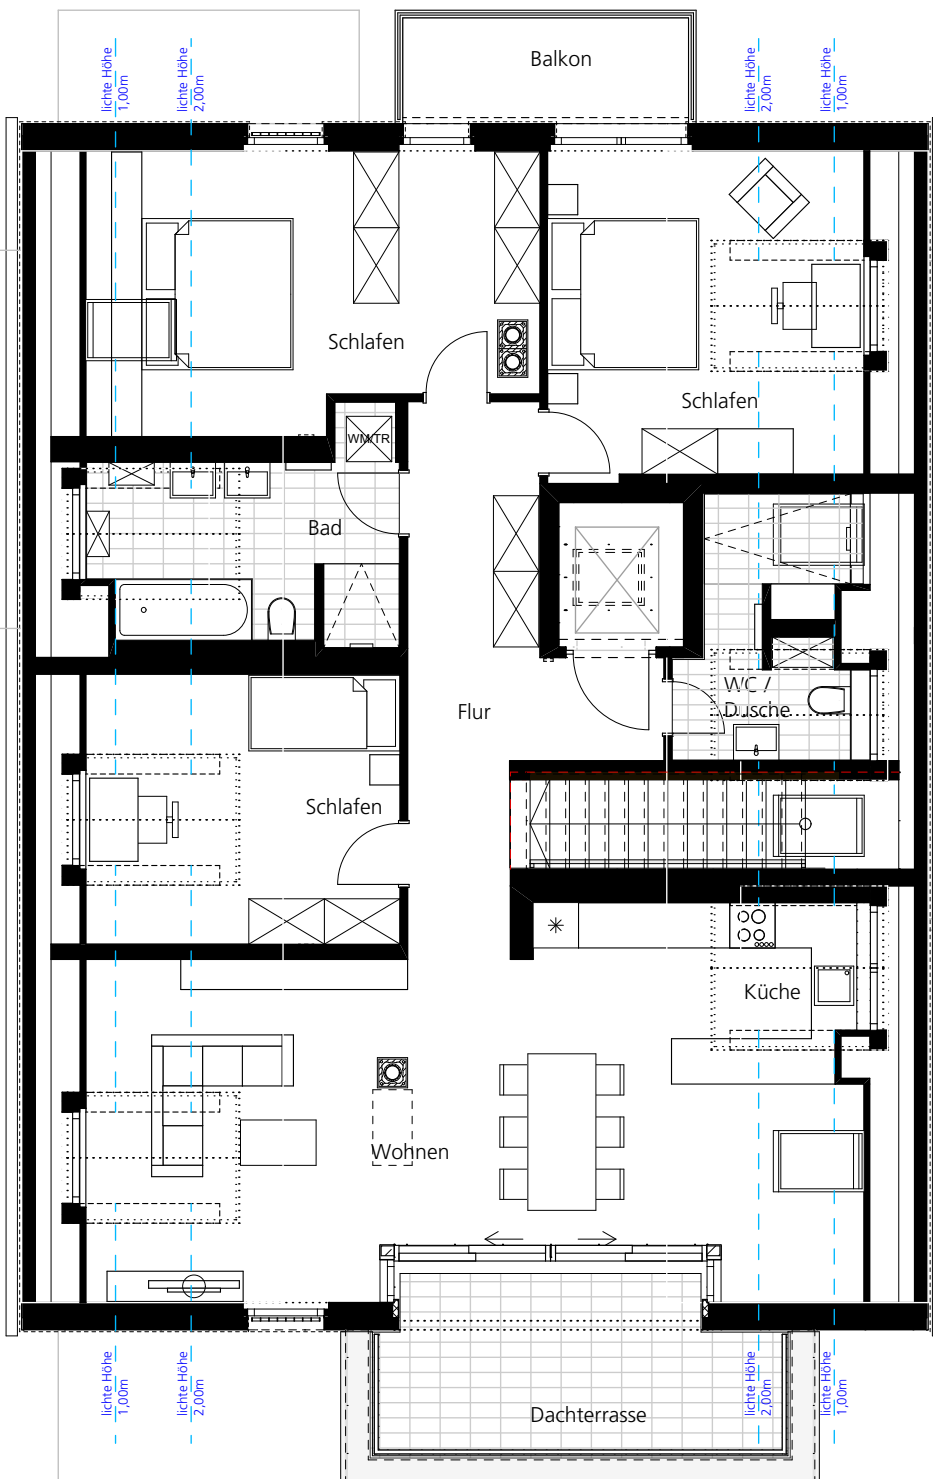 Balkon
lichte Höhe
1,00m
lichte Höhe
2,00m
lichte Höhe
2,00m
lichte Höhe
1,00m
Schlafen
Schlafen
WM/TR
Bad
WC /
Dusche
Flur
Schlafen
Küche
Wohnen
Dachterrasse
lichte Höhe
1,00m
lichte Höhe
2,00m
lichte Höhe
2,00m
lichte Höhe
1,00m